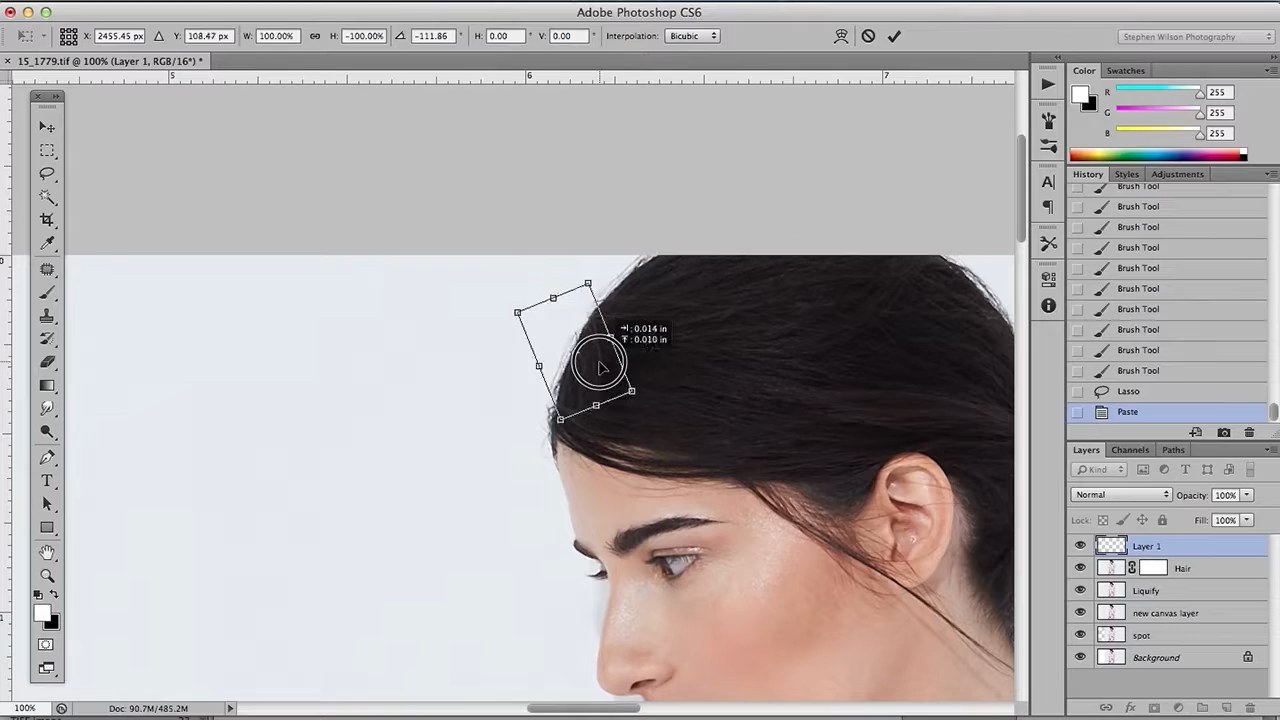 Adobe Photoshop CS6
X: 2455.45 px Y: 108.47 px W: 100.00% H: -100.00% -111.86 ° H: 0.00 ° V: 0.00 ° Interpolation: Bicubic Stephen Wilson Photography
15_1779.tif @ 100% (Layer 1, RGB/16*) *
5 6 7
Color Swatches
R 255
G 255
B 255
History Styles Adjustments
Brush Tool
Brush Tool
Brush Tool
Brush Tool
Brush Tool
Brush Tool
Brush Tool
Brush Tool
Brush Tool
Brush Tool
Lasso
Paste
: 0.014 in
: 0.010 in
Layers Channels Paths
Kind
Normal Opacity: 100%
Lock: Fill: 100%
Layer 1
Hair
Liquify
new canvas layer
spot
Background
100% Doc: 90.7M/485.2M